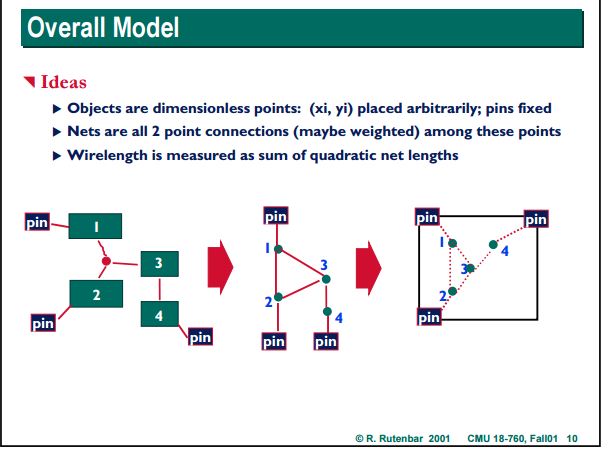 Overall Model
Ideas
Objects are dimensionless points: (xi, yi) placed arbitrarily; pins fixed
Nets are all 2 point connections (maybe weighted) among these points
Wirelength is measured as sum of quadratic net lengths
pin
1
3
2
4
pin
pin
pin
1
3
2
4
pin
pin
pin
pin
1
4
3
2
pin
© R. Rutenbar 2001 CMU 18-760, Fall01 10